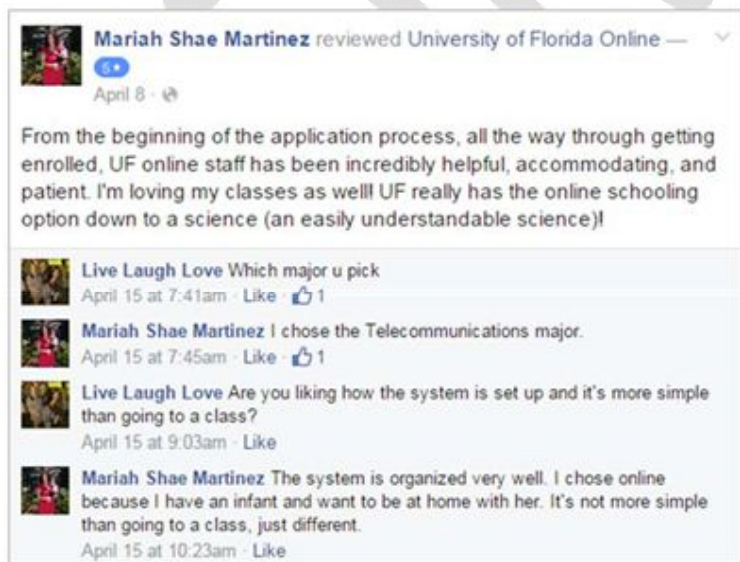 Mariah Shae Martinez reviewed University of Florida Online —
5★
April 8 ·
From the beginning of the application process, all the way through getting
enrolled, UF online staff has been incredibly helpful, accommodating, and
patient. I'm loving my classes as well! UF really has the online schooling
option down to a science (an easily understandable science)!
Live Laugh Love Which major u pick
April 15 at 7:41am · Like · 1
Mariah Shae Martinez I chose the Telecommunications major.
April 15 at 7:45am · Like · 1
Live Laugh Love Are you liking how the system is set up and it's more simple
than going to a class?
April 15 at 9:03am · Like
Mariah Shae Martinez The system is organized very well. I chose online
because I have an infant and want to be at home with her. It's not more simple
than going to a class, just different.
April 15 at 10:23am · Like